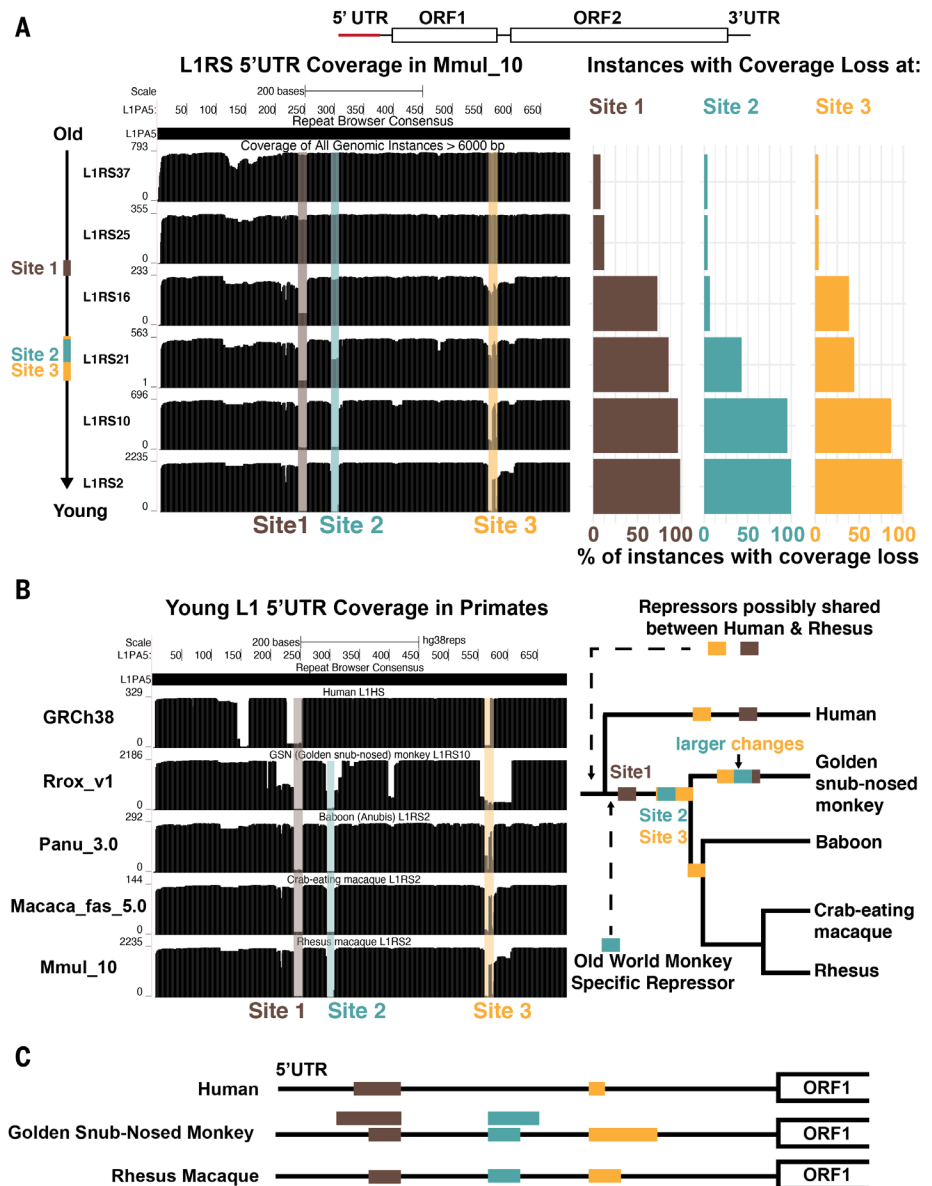 A
5' UTR ORF1 ORF2 3'UTR
L1RS 5'UTR Coverage in Mmul_10
Scale 200 bases
L1PA5: 50 100 150 200 250 300 350 400 450 500 550 600 650
Repeat Browser Consensus
L1PA5
Coverage of All Genomic Instances > 6000 bp
Old
793
L1RS37
0
355
L1RS25
0
Site 1
233
L1RS16
0
563
Site 2
L1RS21
Site 3
1
696
L1RS10
0
2235
L1RS2
0
Young
Site1 Site 2 Site 3
Instances with Coverage Loss at:
Site 1 Site 2 Site 3
0 50 100 0 50 100 0 50 100
% of instances with coverage loss
B
Young L1 5'UTR Coverage in Primates
Scale 200 bases hg38reps
L1PA5: 50 100 150 200 250 300 350 400 450 500 550 600 650
Repeat Browser Consensus
L1PA5
329
Human L1HS
GRCh38
0
2186
GSN (Golden snub-nosed) monkey L1RS10
Rrox_v1
0
292
Baboon (Anubis) L1RS2
Panu_3.0
0
144
Crab-eating macaque L1RS2
Macaca_fas_5.0
0
2235
Rhesus macaque L1RS2
Mmul_10
0
Site 1 Site 2 Site 3
Repressors possibly shared
between Human & Rhesus
Human
larger changes
Golden
snub-nosed
monkey
Site1
Site 2
Site 3
Baboon
Crab-eating
macaque
Rhesus
Old World Monkey
Specific Repressor
C
5'UTR
Human ORF1
Golden Snub-Nosed Monkey ORF1
Rhesus Macaque ORF1